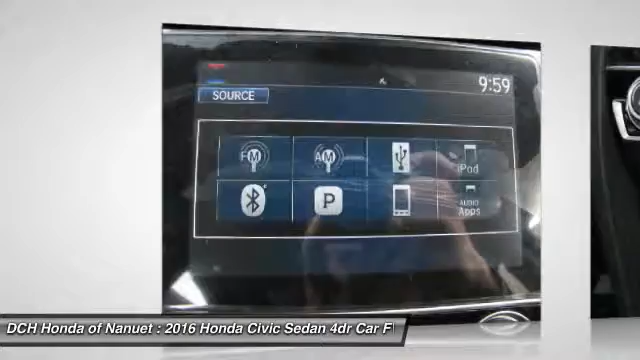 9:59
SOURCE
FM
AM
iPod
P
AUDIO
Apps
DCH Honda of Nanuet : 2016 Honda Civic Sedan 4dr Car F